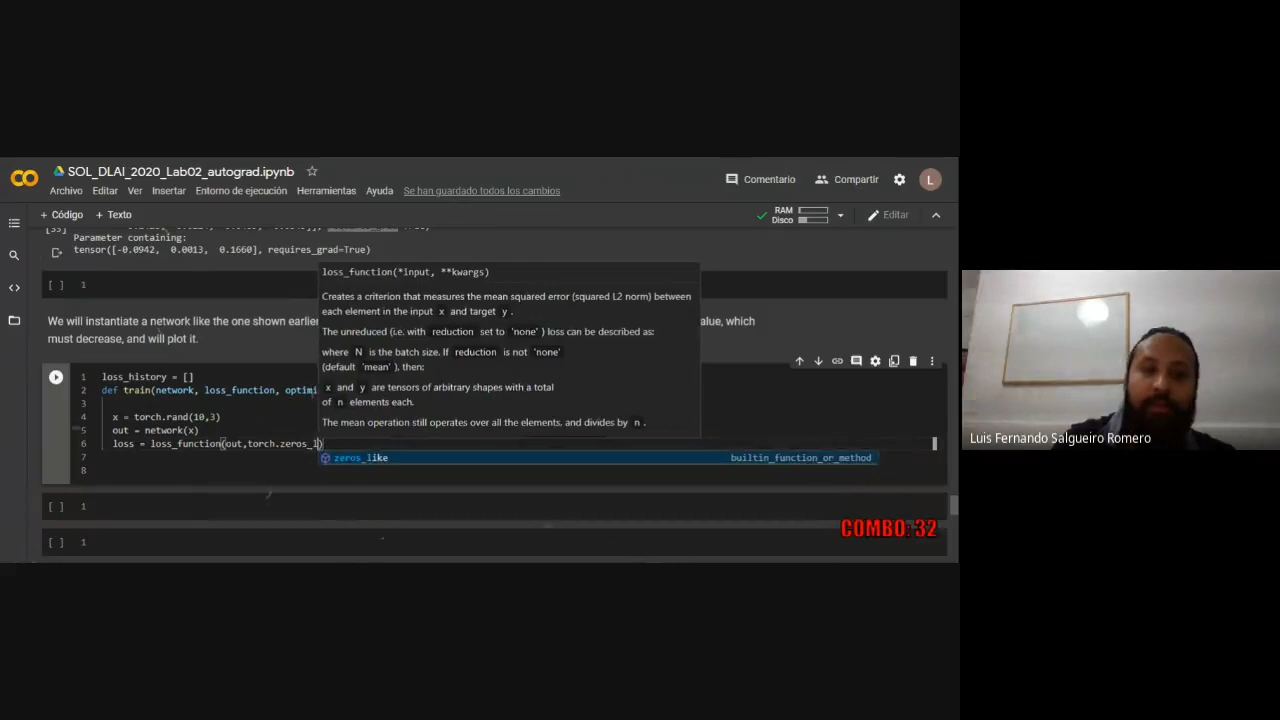 SOL_DLAI_2020_Lab02_autograd.ipynb
Comentario
Compartir
L
Archivo Editar Ver Insertar Entorno de ejecución Herramientas Ayuda Se han guardado todos los cambios
+ Código + Texto
RAM
Disco
Editar
[33]
Parameter containing:
tensor([-0.0942, 0.0013, 0.1660], requires_grad=True)
loss_function(*input, **kwargs)
[ ] 1
Creates a criterion that measures the mean squared error (squared L2 norm) between
each element in the input x and target y .
We will instantiate a network like the one shown earlier
alue, which
must decrease, and will plot it.
The unreduced (i.e. with reduction set to 'none' ) loss can be described as:
where N is the batch size. If reduction is not 'none'
(default 'mean' ), then:
x and y are tensors of arbitrary shapes with a total
of n elements each.
The mean operation still operates over all the elements, and divides by n .
1 loss_history = []
2 def train(network, loss_function, optimi
3
4 x = torch.rand(10,3)
5 out = network(x)
6 loss = loss_function(out,torch.zeros_l)
7
8
zeros_like builtin_function_or_method
[ ] 1
COMBO: 32
[ ] 1
Luis Fernando Salgueiro Romero